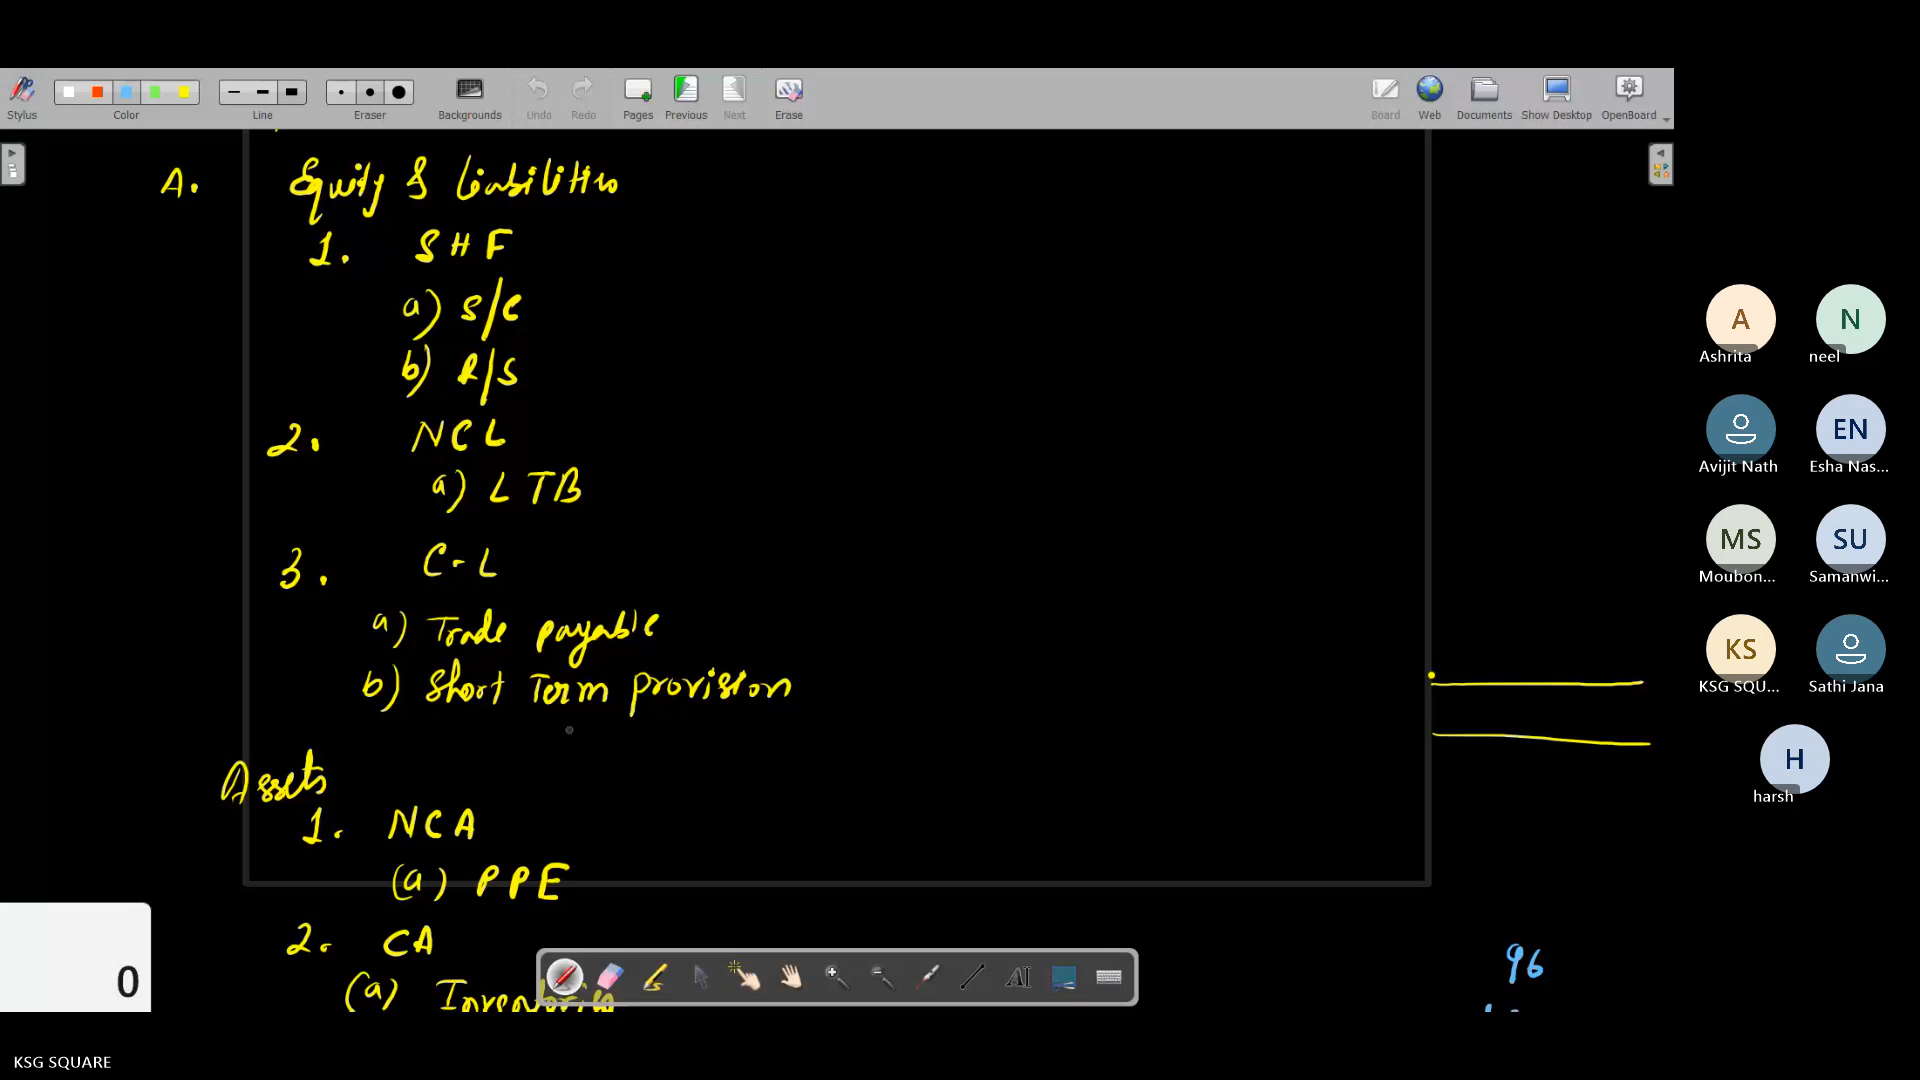 Stylus
Color
Line
Eraser
Backgrounds
Undo
Redo
Pages
Previous
Next
Erase
Board
Web
Documents
Show Desktop
OpenBoard
A. Equity & Liabilities
1. SHF
a) S/C
b) R/S
2. NCL
a) LTB
3. C-L
a) Trade payable
b) Short Term provision
Assets
1. NCA
(a) PPE
2. CA
(a) Inventories
96
0
A
Ashrita
N
neel
Avijit Nath
EN
Esha Nas...
MS
Moubon...
SU
Samanwi...
KS
KSG SQU...
Sathi Jana
H
harsh
KSG SQUARE